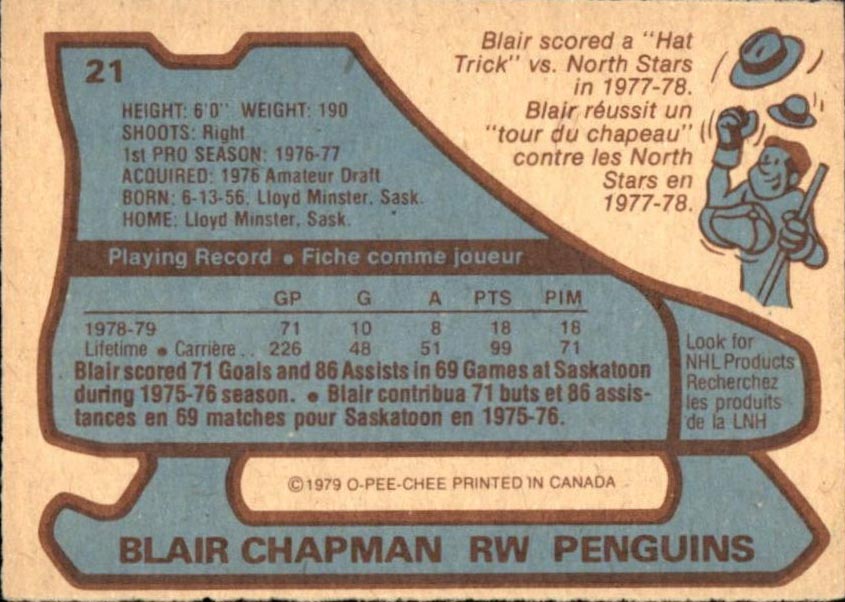 21
Blair scored a "Hat
Trick" vs. North Stars
in 1977-78.
Blair réussit un
"tour du chapeau"
contre les North
Stars en
1977-78.
HEIGHT: 6'0" WEIGHT: 190
SHOOTS: Right
1st PRO SEASON: 1976-77
ACQUIRED: 1976 Amateur Draft
BORN: 6-13-56, Lloyd Minster, Sask.
HOME: Lloyd Minster, Sask.
Playing Record • Fiche comme joueur
GP G A PTS PIM
1978-79 71 10 8 18 18
Lifetime • Carrière .. 226 48 51 99 71
Blair scored 71 Goals and 86 Assists in 69 Games at Saskatoon
during 1975-76 season. • Blair contribua 71 buts et 86 assis-
tances en 69 matches pour Saskatoon en 1975-76.
Look for
NHL Products
Recherchez
les produits
de la LNH
©1979 O-PEE-CHEE PRINTED IN CANADA
BLAIR CHAPMAN RW PENGUINS